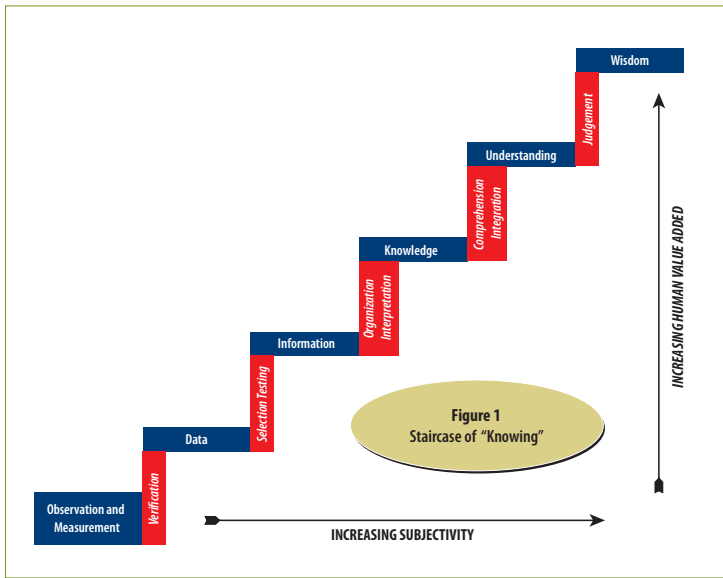 Wisdom
Judgement
Understanding
Comprehension
Integration
Knowledge
Organization
Interpretation
Information
Selection Testing
Data
Verification
Observation and
Measurement
Figure 1
Staircase of “Knowing”
INCREASING HUMAN VALUE ADDED
INCREASING SUBJECTIVITY